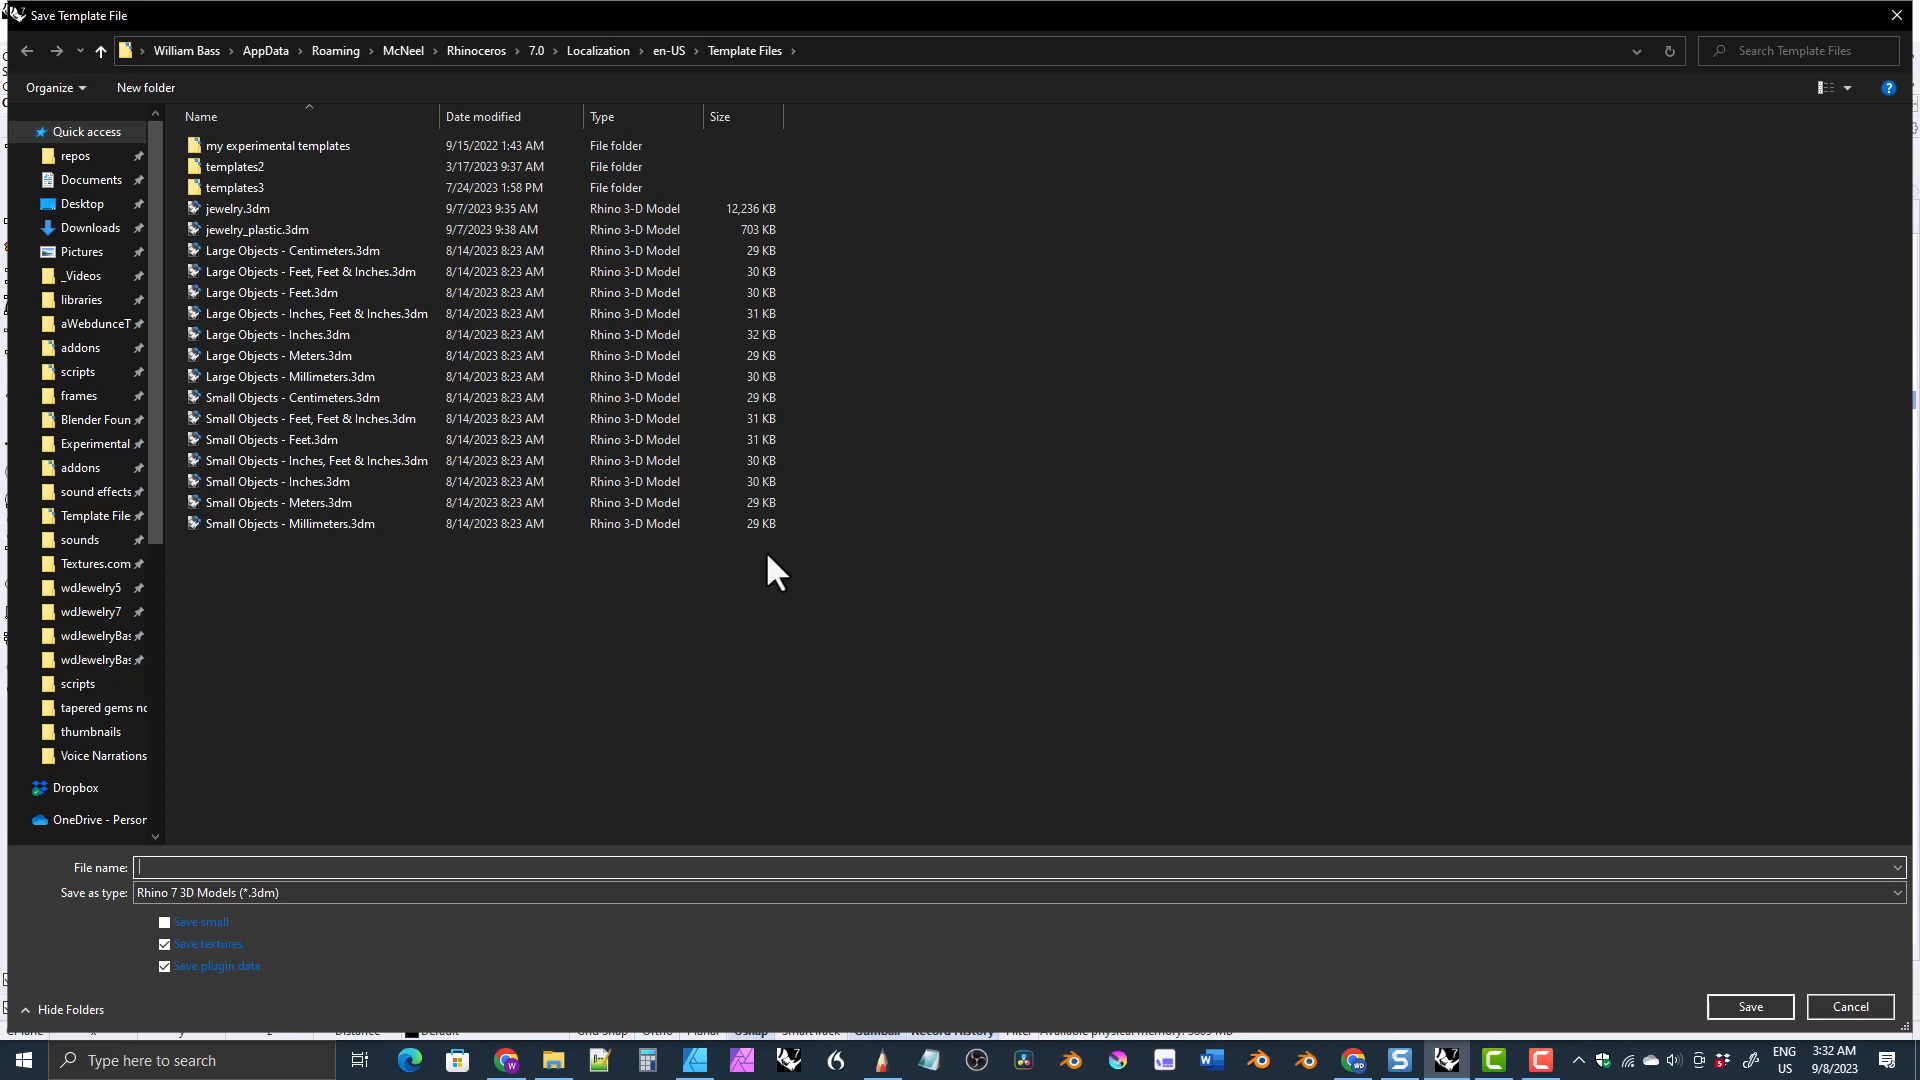 Save Template File
William Bass > AppData > Roaming > McNeel > Rhinoceros > 7.0 > Localization > en-US > Template Files >
Search Template Files
Organize
New folder
Name Date modified Type Size
my experimental templates 9/15/2022 1:43 AM File folder
templates2 3/17/2023 9:37 AM File folder
templates3 7/24/2023 1:58 PM File folder
jewelry.3dm 9/7/2023 9:35 AM Rhino 3-D Model 12,236 KB
jewelry_plastic.3dm 9/7/2023 9:38 AM Rhino 3-D Model 703 KB
Large Objects - Centimeters.3dm 8/14/2023 8:23 AM Rhino 3-D Model 29 KB
Large Objects - Feet, Feet & Inches.3dm 8/14/2023 8:23 AM Rhino 3-D Model 30 KB
Large Objects - Feet.3dm 8/14/2023 8:23 AM Rhino 3-D Model 30 KB
Large Objects - Inches, Feet & Inches.3dm 8/14/2023 8:23 AM Rhino 3-D Model 31 KB
Large Objects - Inches.3dm 8/14/2023 8:23 AM Rhino 3-D Model 32 KB
Large Objects - Meters.3dm 8/14/2023 8:23 AM Rhino 3-D Model 29 KB
Large Objects - Millimeters.3dm 8/14/2023 8:23 AM Rhino 3-D Model 30 KB
Small Objects - Centimeters.3dm 8/14/2023 8:23 AM Rhino 3-D Model 29 KB
Small Objects - Feet, Feet & Inches.3dm 8/14/2023 8:23 AM Rhino 3-D Model 31 KB
Small Objects - Feet.3dm 8/14/2023 8:23 AM Rhino 3-D Model 31 KB
Small Objects - Inches, Feet & Inches.3dm 8/14/2023 8:23 AM Rhino 3-D Model 30 KB
Small Objects - Inches.3dm 8/14/2023 8:23 AM Rhino 3-D Model 30 KB
Small Objects - Meters.3dm 8/14/2023 8:23 AM Rhino 3-D Model 29 KB
Small Objects - Millimeters.3dm 8/14/2023 8:23 AM Rhino 3-D Model 29 KB
Quick access
repos
Documents
Desktop
Downloads
Pictures
_Videos
libraries
aWebdunceT
addons
scripts
frames
Blender Foun
Experimental
addons
sound effects
Template File
sounds
Textures.com
wdJewelry5
wdJewelry7
wdJewelryBas
wdJewelryBas
scripts
tapered gems no
thumbnails
Voice Narrations
Dropbox
OneDrive - Person
File name:
Save as type: Rhino 7 3D Models (*.3dm)
Save small
Save textures
Save plugin data
Hide Folders
Save
Cancel
Type here to search
ENG
US
3:32 AM
9/8/2023